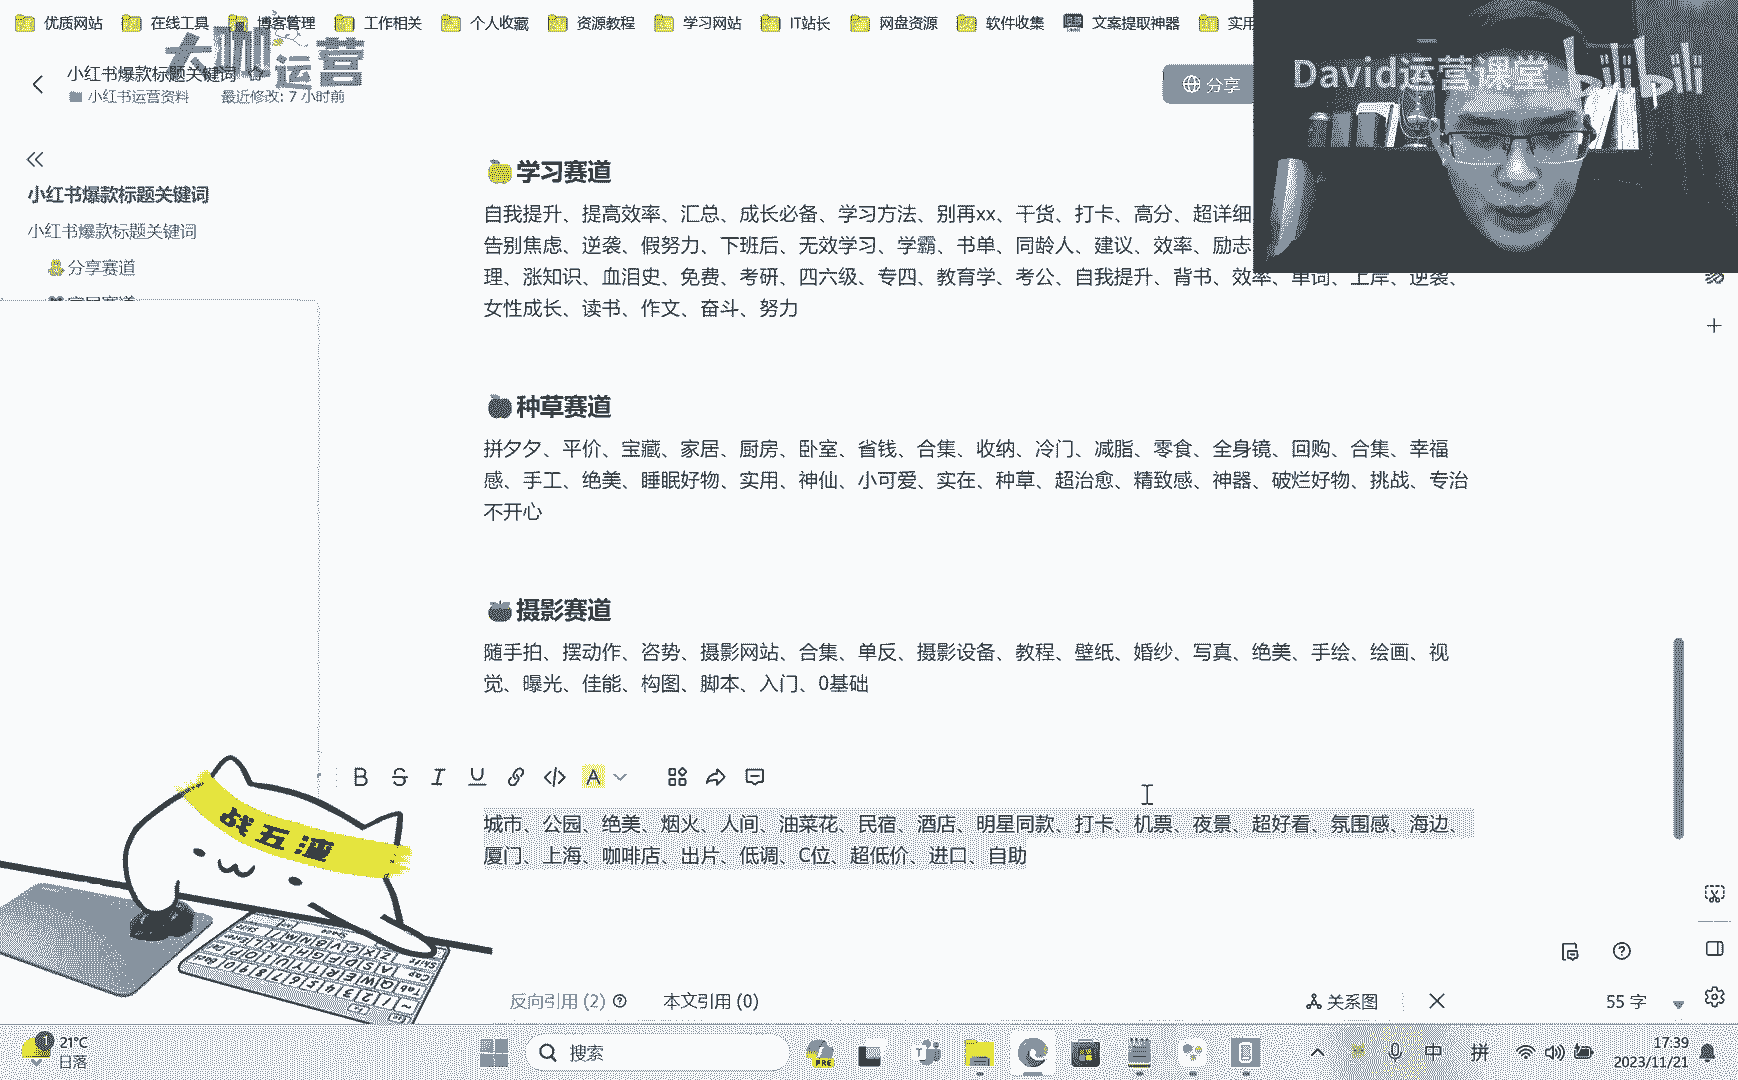 优质网站 在线工具 博客管理 工作相关 个人收藏 资源教程 学习网站 IT站长 网盘资源 软件收集 文案提取神器 实用
大咖运营
David运营课堂 bilibili
小红书爆款标题关键词
小红书运营资料 最近修改: 7 小时前
分享
小红书爆款标题关键词
小红书爆款标题关键词
分享赛道
学习赛道
自我提升、提高效率、汇总、成长必备、学习方法、别再xx、干货、打卡、高分、超详细
告别焦虑、逆袭、假努力、下班后、无效学习、学霸、书单、同龄人、建议、效率、励志
理、涨知识、血泪史、免费、考研、四六级、专四、教育学、考公、自我提升、背书、效率、单词、上岸、逆袭、
女性成长、读书、作文、奋斗、努力
种草赛道
拼夕夕、平价、宝藏、家居、厨房、卧室、省钱、合集、收纳、冷门、减脂、零食、全身镜、回购、合集、幸福
感、手工、绝美、睡眠好物、实用、神仙、小可爱、实在、种草、超治愈、精致感、神器、破烂好物、挑战、专治
不开心
摄影赛道
随手拍、摆动作、咨势、摄影网站、合集、单反、摄影设备、教程、壁纸、婚纱、写真、绝美、手绘、绘画、视
觉、曝光、佳能、构图、脚本、入门、0基础
B S I U A
城市、公园、绝美、烟火、人间、油菜花、民宿、酒店、明星同款、打卡、机票、夜景、超好看、氛围感、海边、
厦门、上海、咖啡店、出片、低调、C位、超低价、进口、自助
战五渣
反向引用 (2) 本文引用 (0) 关系图 55 字
21°C
日落
搜索
PRE
中 拼
17:39
2023/11/21